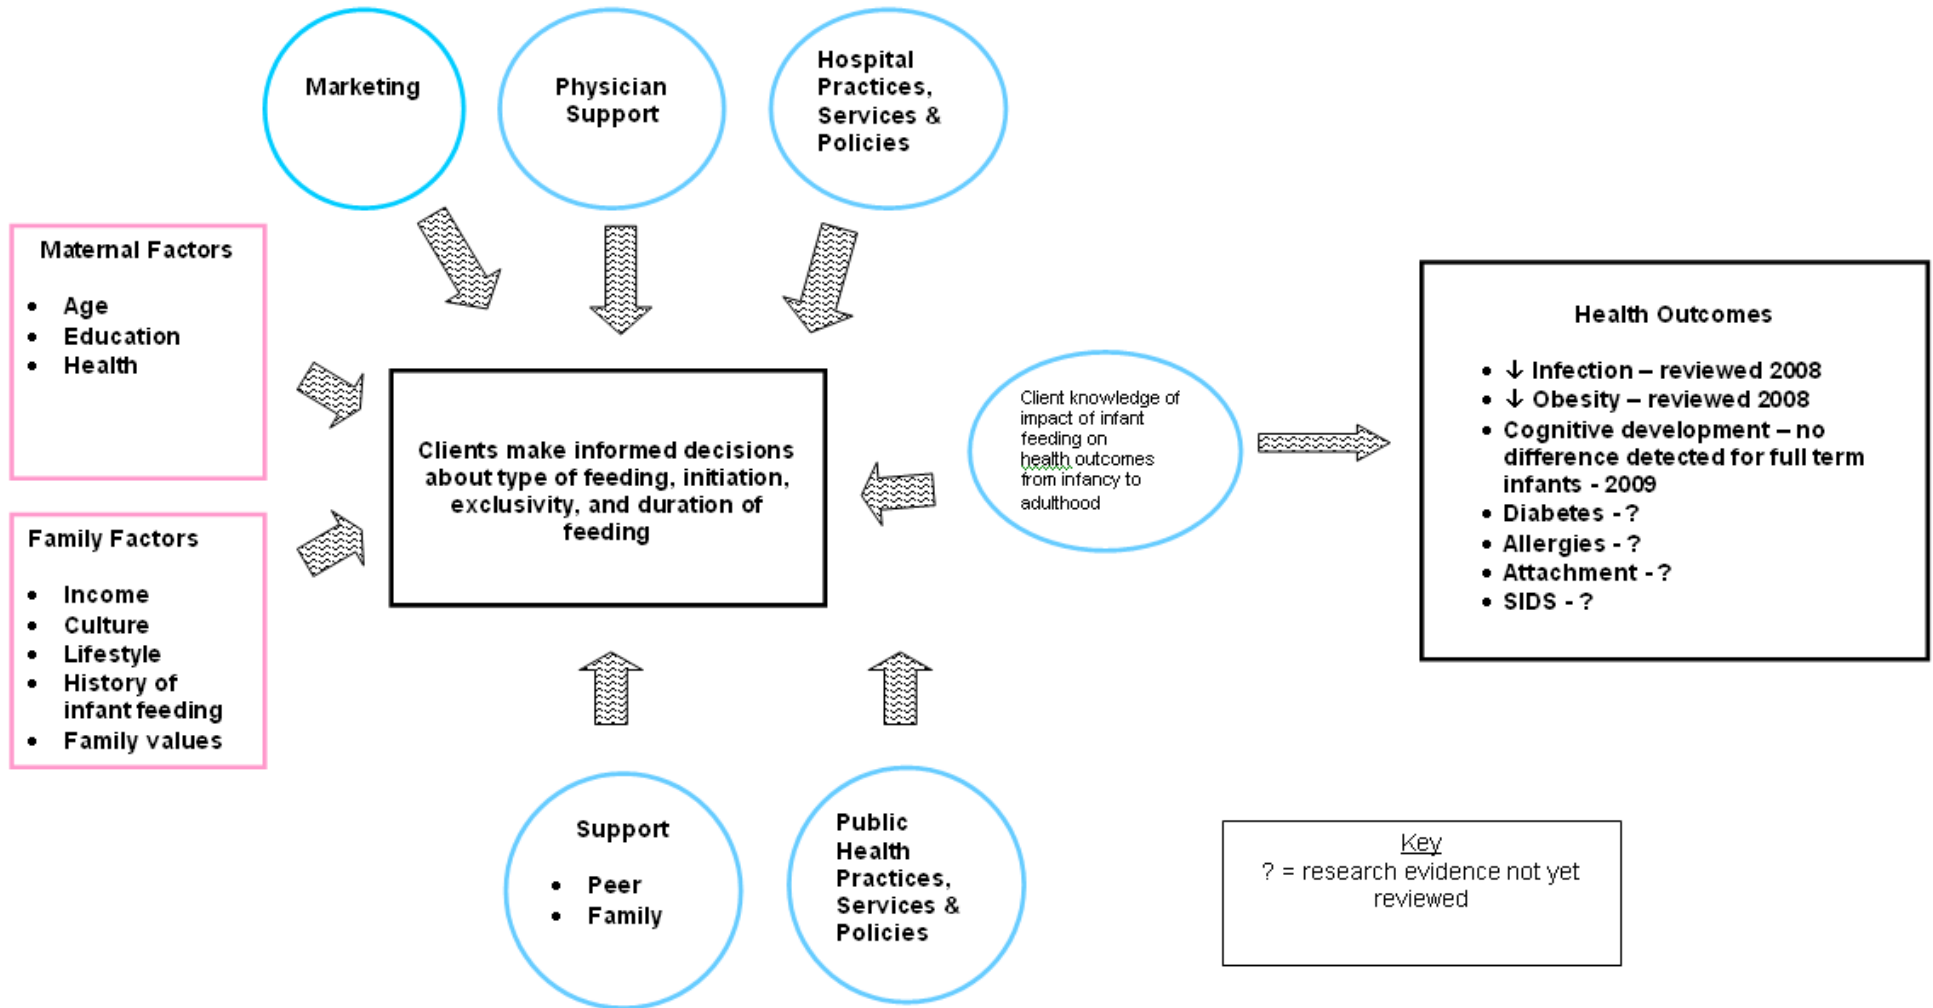 Marketing
Physician
Support
Hospital
Practices,
Services &
Policies
Maternal Factors
• Age
• Education
• Health
Family Factors
• Income
• Culture
• Lifestyle
• History of
infant feeding
• Family values
Clients make informed decisions
about type of feeding, initiation,
exclusivity, and duration of
feeding
Client knowledge of
impact of infant
feeding on
health outcomes
from infancy to
adulthood
Health Outcomes
• ↓ Infection – reviewed 2008
• ↓ Obesity – reviewed 2008
• Cognitive development – no
difference detected for full term
infants - 2009
• Diabetes - ?
• Allergies - ?
• Attachment - ?
• SIDS - ?
Support
• Peer
• Family
Public
Health
Practices,
Services &
Policies
Key
? = research evidence not yet
reviewed